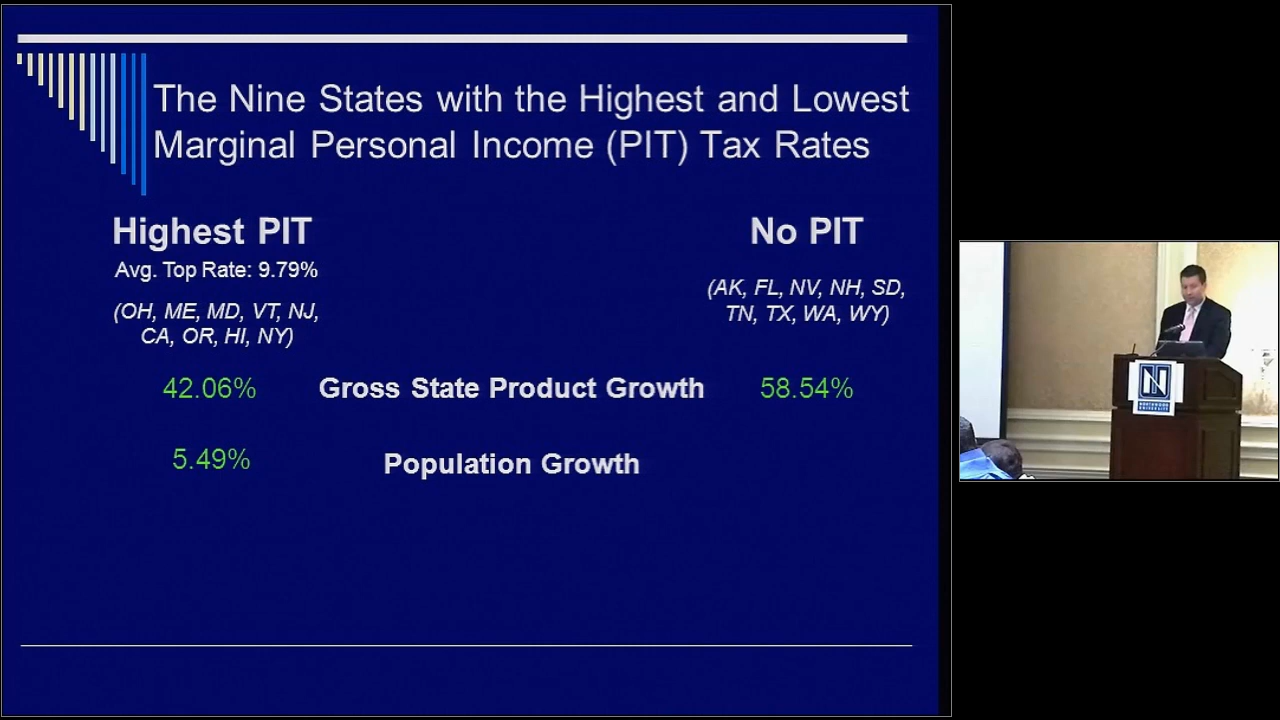 The Nine States with the Highest and Lowest
Marginal Personal Income (PIT) Tax Rates
Highest PIT
Avg. Top Rate: 9.79%
(OH, ME, MD, VT, NJ,
CA, OR, HI, NY)
No PIT
(AK, FL, NV, NH, SD,
TN, TX, WA, WY)
42.06%
Gross State Product Growth
58.54%
5.49%
Population Growth
N
NORTHWOOD
UNIVERSITY